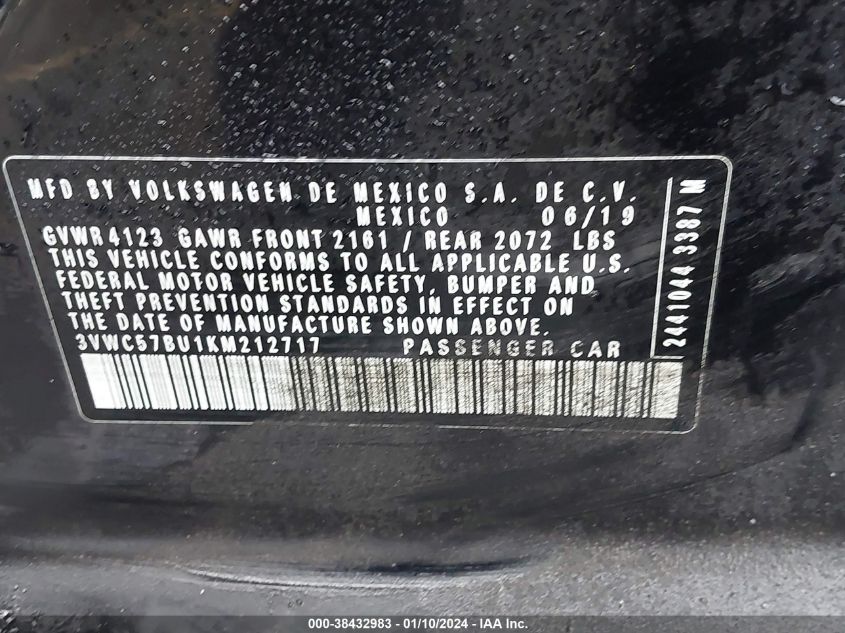 MFD BY VOLKSWAGEN DE MEXICO S.A. DE C.V.
MEXICO 06/19
GVWR 4123 GAWR FRONT 2161 / REAR 2072 LBS
THIS VEHICLE CONFORMS TO ALL APPLICABLE U.S.
FEDERAL MOTOR VEHICLE SAFETY, BUMPER AND
THEFT PREVENTION STANDARDS IN EFFECT ON
THE DATE OF MANUFACTURE SHOWN ABOVE.
3VWC57BU1KM212717 PASSENGER CAR
2441044 3387 M
000-38432983 - 01/10/2024 - IAA Inc.